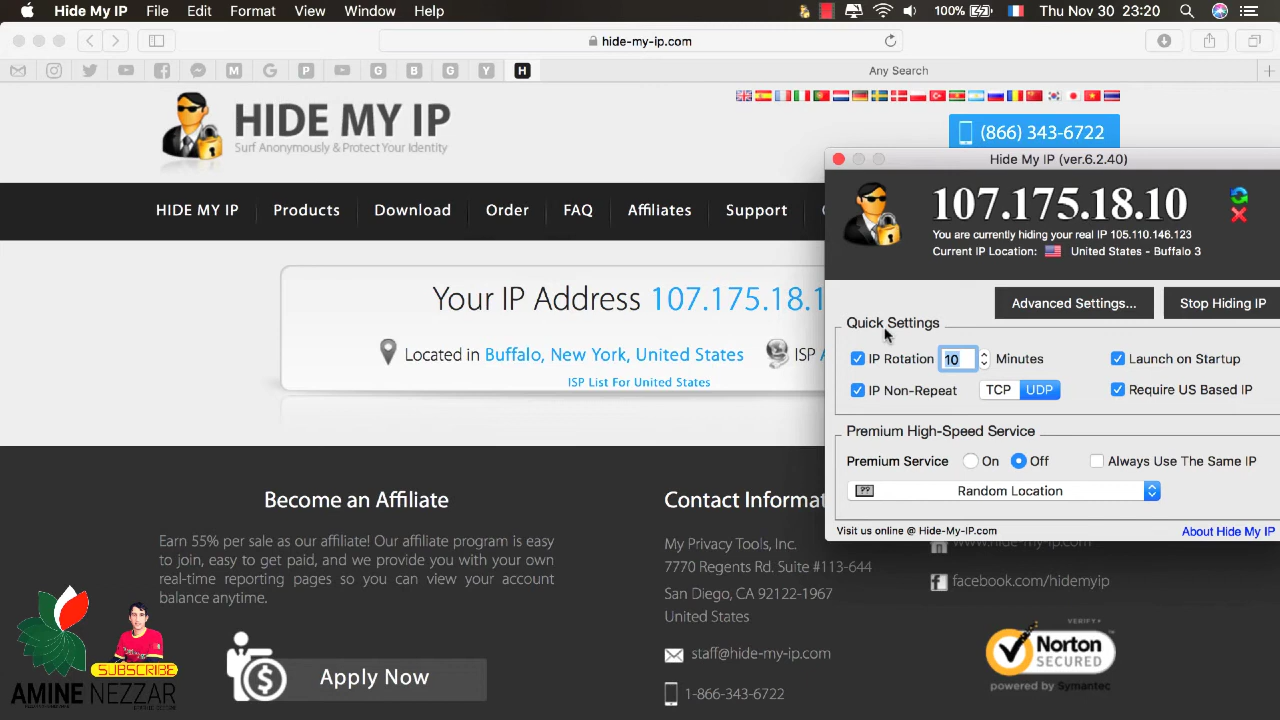 Hide My IP File Edit Format View Window Help 100% Thu Nov 30 23:20
hide-my-ip.com
M G P G B G Y H Any Search
HIDE MY IP
Surf Anonymously & Protect Your Identity
(866) 343-6722
HIDE MY IP Products Download Order FAQ Affiliates Support
Your IP Address 107.175.18.1
Located in Buffalo, New York, United States ISP
ISP List For United States
Hide My IP (ver.6.2.40)
107.175.18.10
You are currently hiding your real IP 105.110.146.123
Current IP Location: United States - Buffalo 3
Advanced Settings... Stop Hiding IP
Quick Settings
IP Rotation 10 Minutes Launch on Startup
IP Non-Repeat TCP UDP Require US Based IP
Premium High-Speed Service
Premium Service On Off Always Use The Same IP
?? Random Location
Visit us online @ Hide-My-IP.com About Hide My IP
Become an Affiliate
Earn 55% per sale as our affiliate! Our affiliate program is easy
to join, easy to get paid, and we provide you with your own
real-time reporting pages so you can view your account
balance anytime.
Apply Now
Contact Informat
My Privacy Tools, Inc.
7770 Regents Rd. Suite #113-644
San Diego, CA 92122-1967
United States
staff@hide-my-ip.com
1-866-343-6722
www.hide-my-ip.com
facebook.com/hidemyip
VERIFY
Norton
SECURED
powered by Symantec
SUBSCRIBE
AMINE NEZZAR